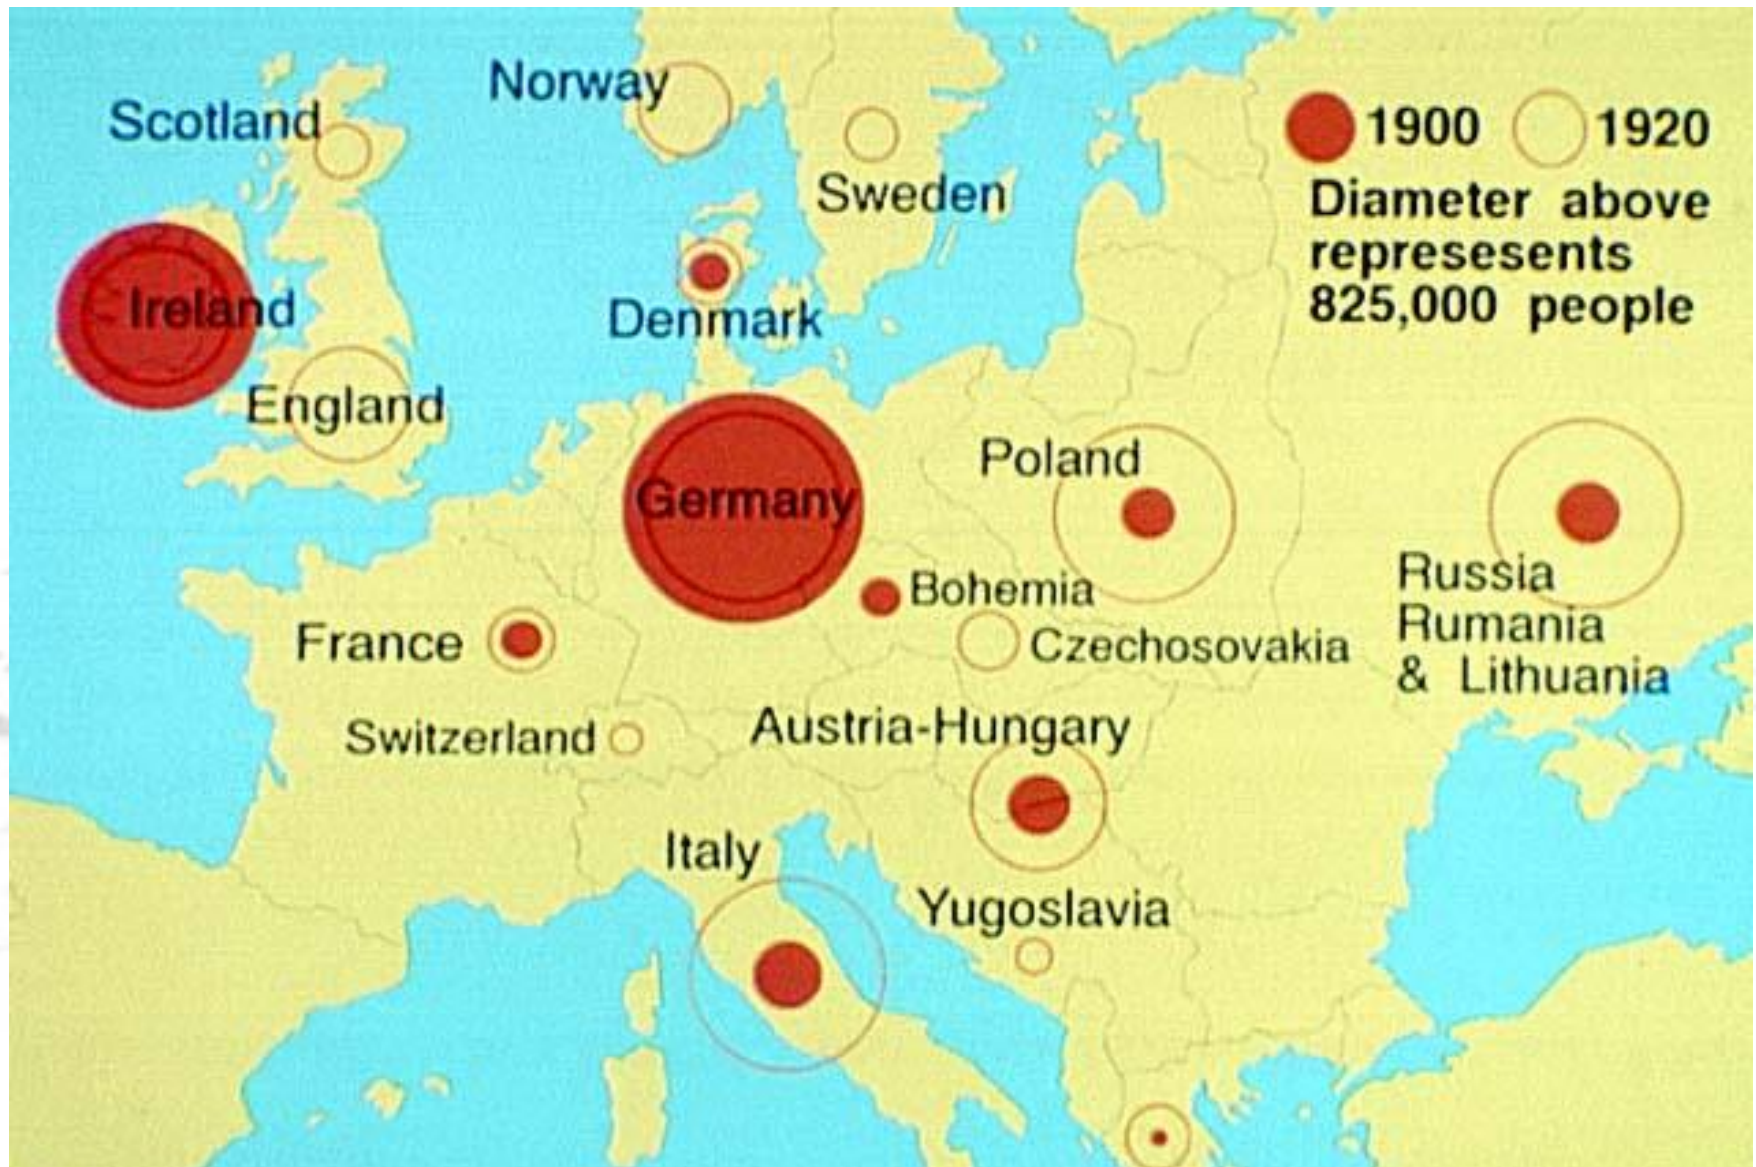 Norway
Scotland
1900
1920
Diameter above
represesents
825,000 people
Sweden
Ireland
Denmark
England
Poland
Germany
Bohemia
Russia
Rumania
& Lithuania
France
Czechosovakia
Switzerland
Austria-Hungary
Italy
Yugoslavia